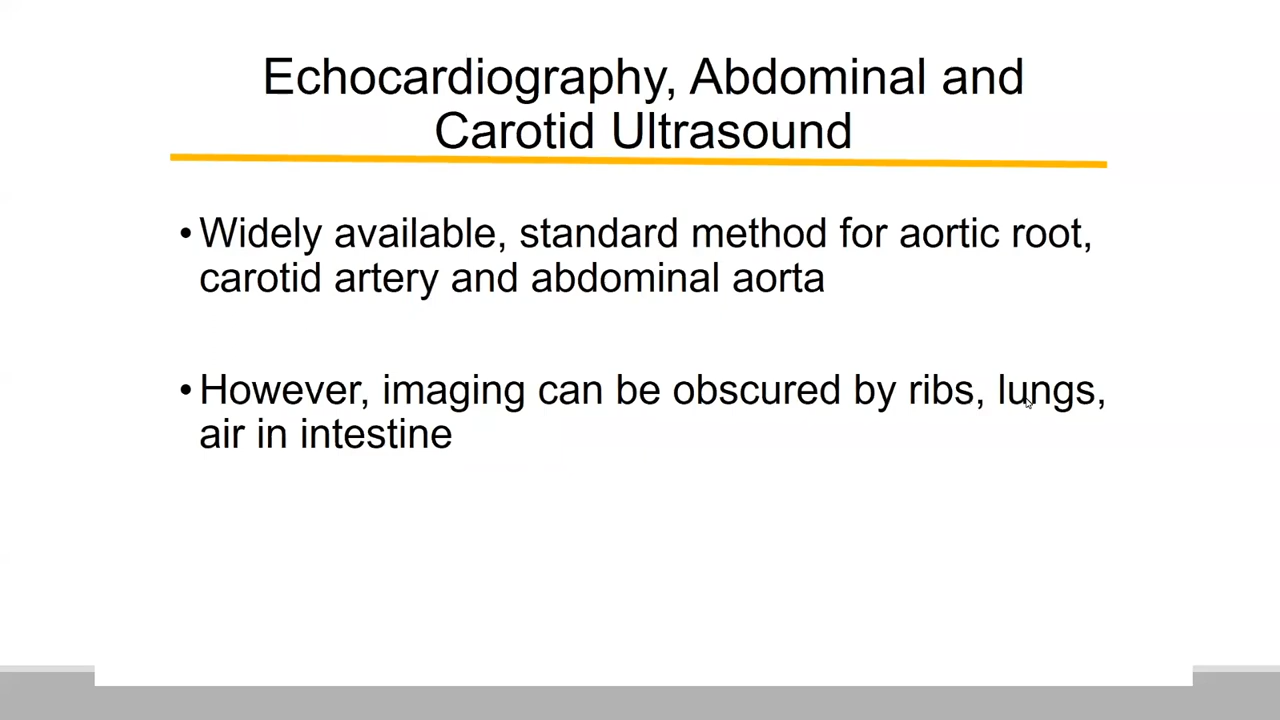 Echocardiography, Abdominal and
Carotid Ultrasound
•Widely available, standard method for aortic root,
carotid artery and abdominal aorta
•However, imaging can be obscured by ribs, lungs,
air in intestine